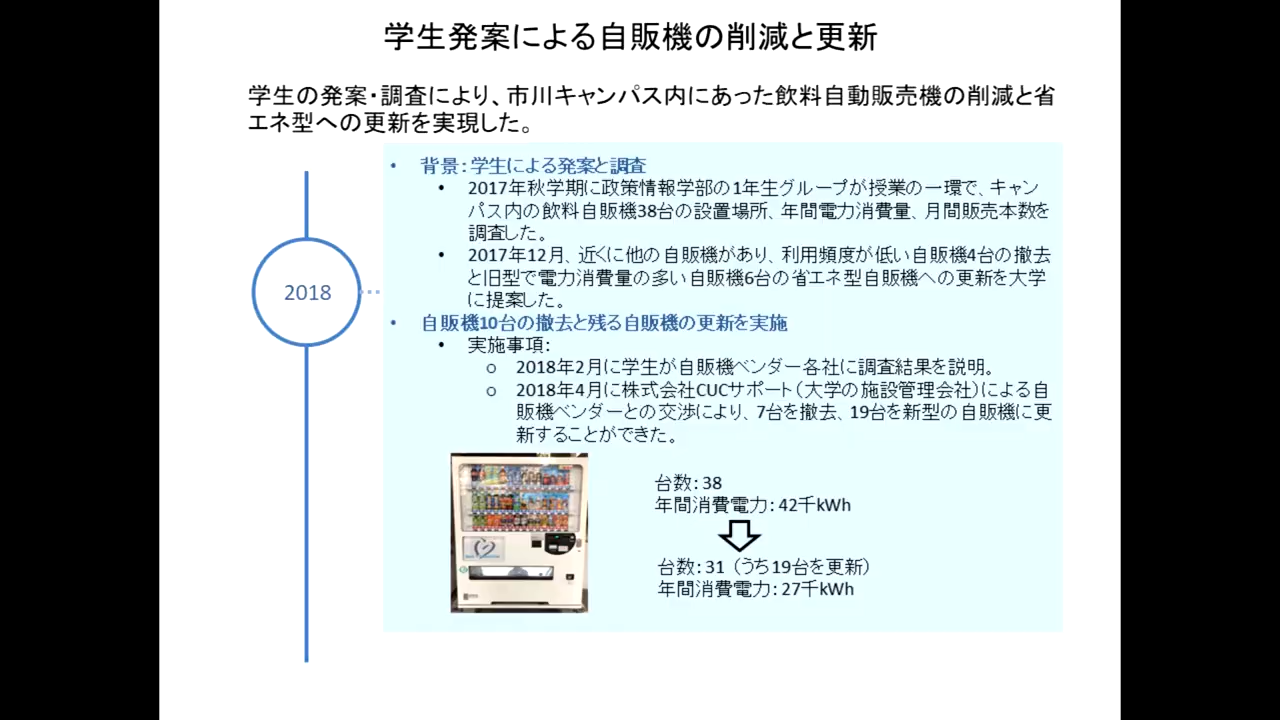 学生発案による自販機の削減と更新
学生の発案・調査により、市川キャンパス内にあった飲料自動販売機の削減と省
エネ型への更新を実現した。
2018
• 背景：学生による発案と調査
• 2017年秋学期に政策情報学部の1年生グループが授業の一環で、キャン
パス内の飲料自販機38台の設置場所、年間電力消費量、月間販売本数を
調査した。
• 2017年12月、近くに他の自販機があり、利用頻度が低い自販機4台の撤去
と旧型で電力消費量の多い自販機6台の省エネ型自販機への更新を大学
に提案した。
• 自販機10台の撤去と残る自販機の更新を実施
• 実施事項：
○ 2018年2月に学生が自販機ベンダー各社に調査結果を説明。
○ 2018年4月に株式会社CUCサポート（大学の施設管理会社）による自
販機ベンダーとの交渉により、7台を撤去、19台を新型の自販機に更
新することができた。
台数：38
年間消費電力：42千kWh
台数：31 （うち19台を更新）
年間消費電力：27千kWh